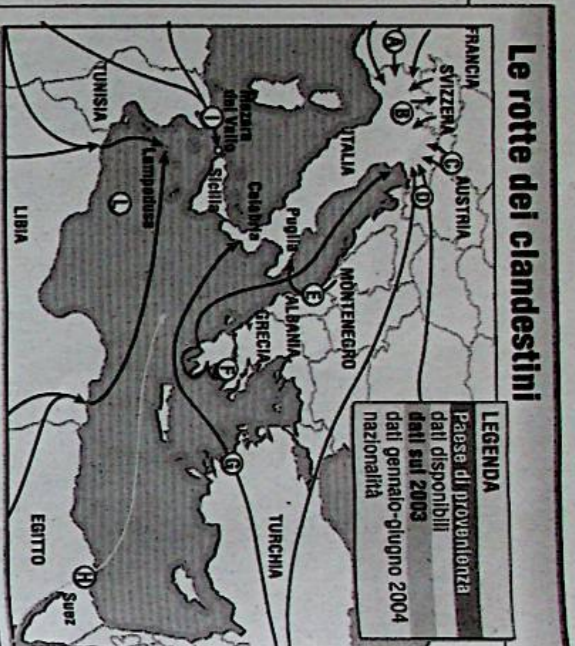 Le rotte dei clandestini
LEGENDA
Paese di provenienza
dati disponibili
dati sul 2003
dati gennaio-giugno 2004
nazionalità
FRANCIA
SVIZZERA
AUSTRIA
A
B
C
D
ITALIA
MONTENEGRO
E
ALBANIA
Puglia
GRECIA
F
Calabria
Sicilia
Mazara
del Vallo
I
TUNISIA
Lampedusa
L
G
TURCHIA
LIBIA
EGITTO
H
Suez